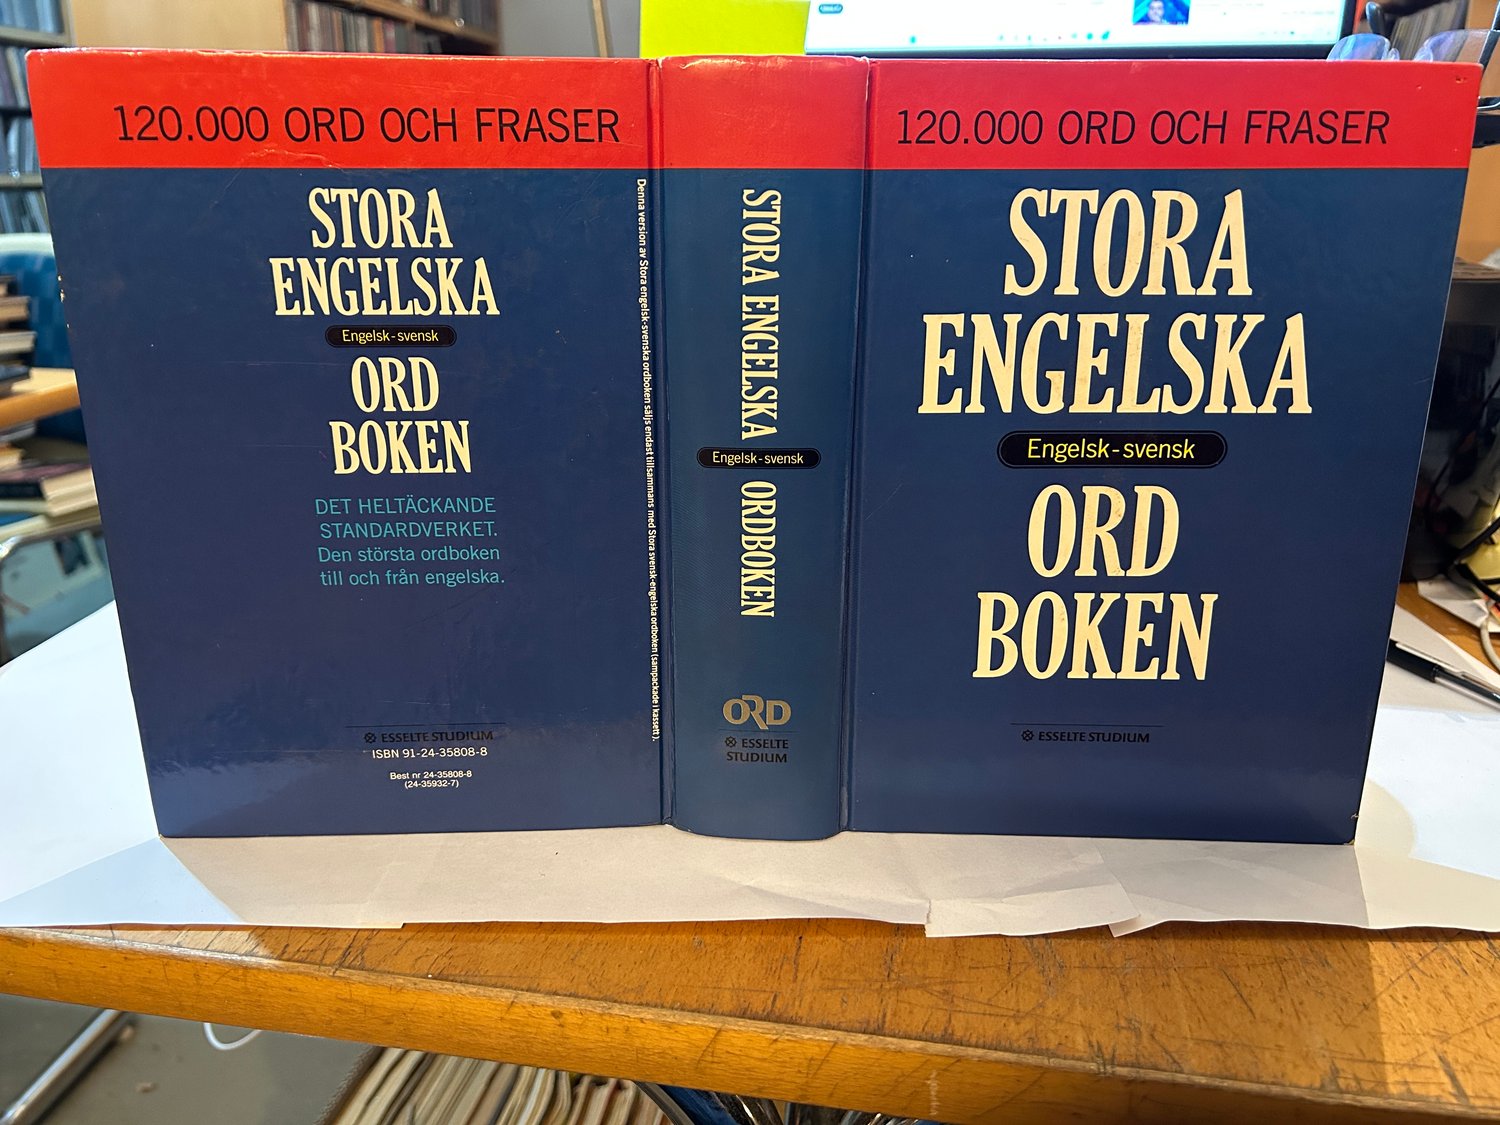 120.000 ORD OCH FRASER
STORA
ENGELSKA
Engelsk-svensk
ORD
BOKEN
DET HELTÄCKANDE
STANDARDVERKET.
Den största ordboken
till och från engelska.
ESSELTE STUDIUM
ISBN 91-24-35808-8
Best nr 24-35808-8
(24-35932-7)
Denna version av Stora engelsk-svenska ordboken säljs endast tillsammans med Stora svensk-engelska ordboken (sampackade i kassett).
STORA ENGELSKA
Engelsk-svensk
ORDBOKEN
ORD
ESSELTE
STUDIUM
120.000 ORD OCH FRASER
STORA
ENGELSKA
Engelsk-svensk
ORD
BOKEN
ESSELTE STUDIUM